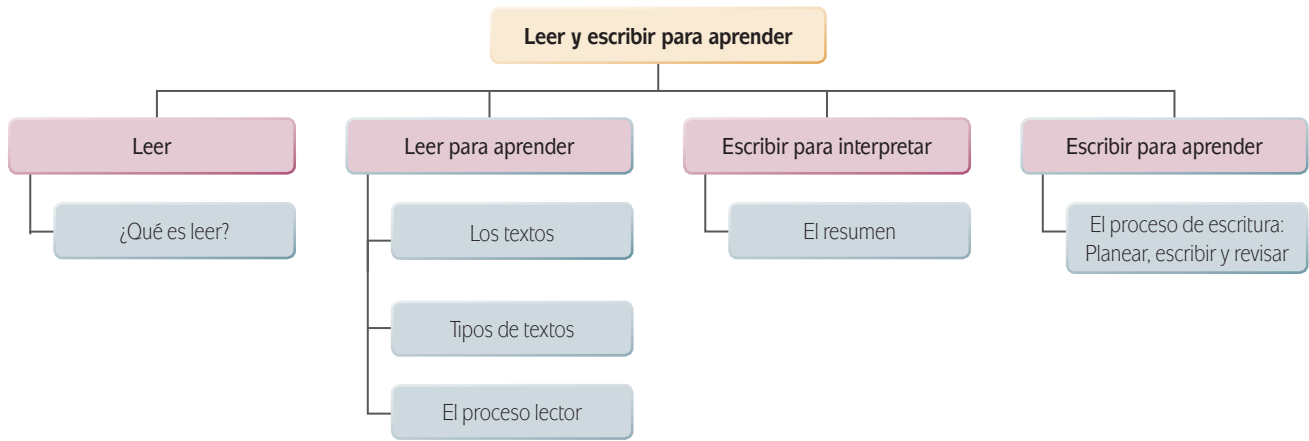 Leer y escribir para aprender
Leer
¿Qué es leer?
Leer para aprender
Los textos
Tipos de textos
El proceso lector
Escribir para interpretar
El resumen
Escribir para aprender
El proceso de escritura:
Planear, escribir y revisar